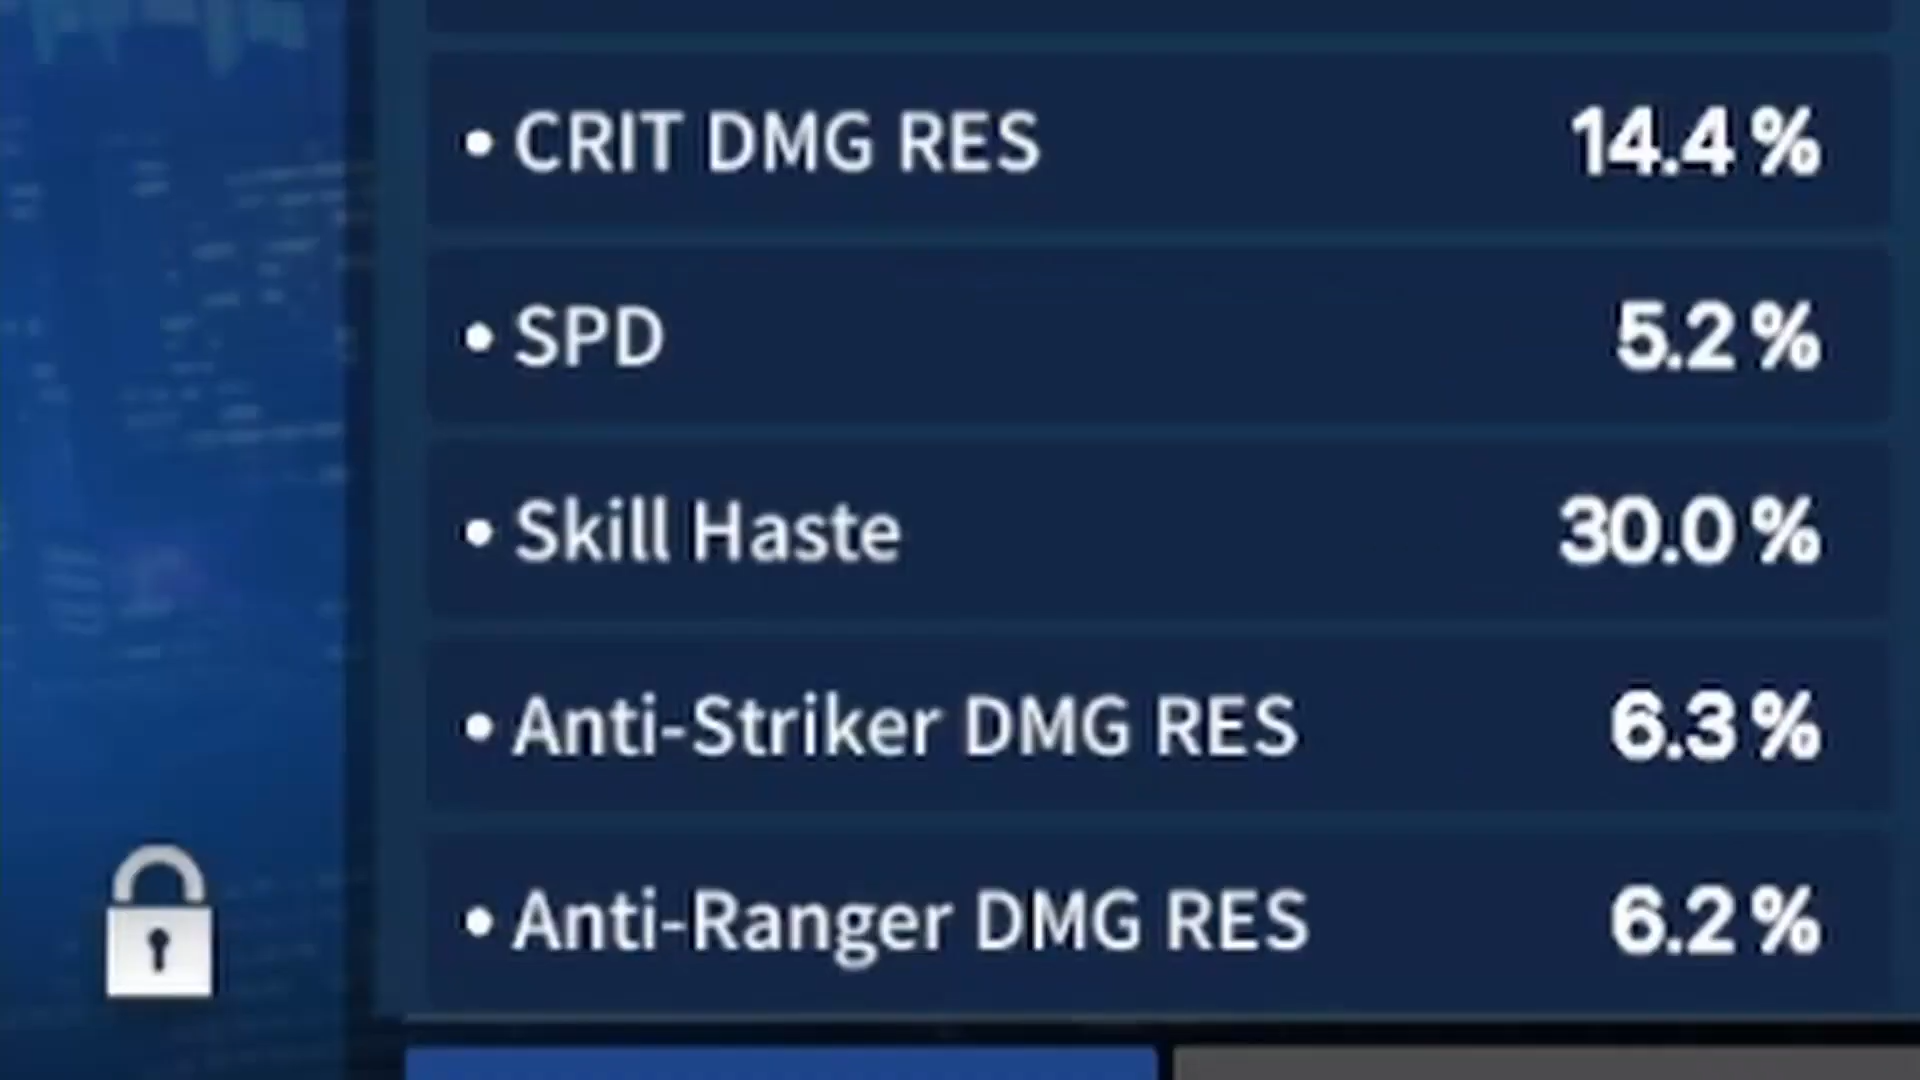 • CRIT DMG RES 14.4 %
• SPD 5.2 %
• Skill Haste 30.0 %
• Anti-Striker DMG RES 6.3 %
• Anti-Ranger DMG RES 6.2 %